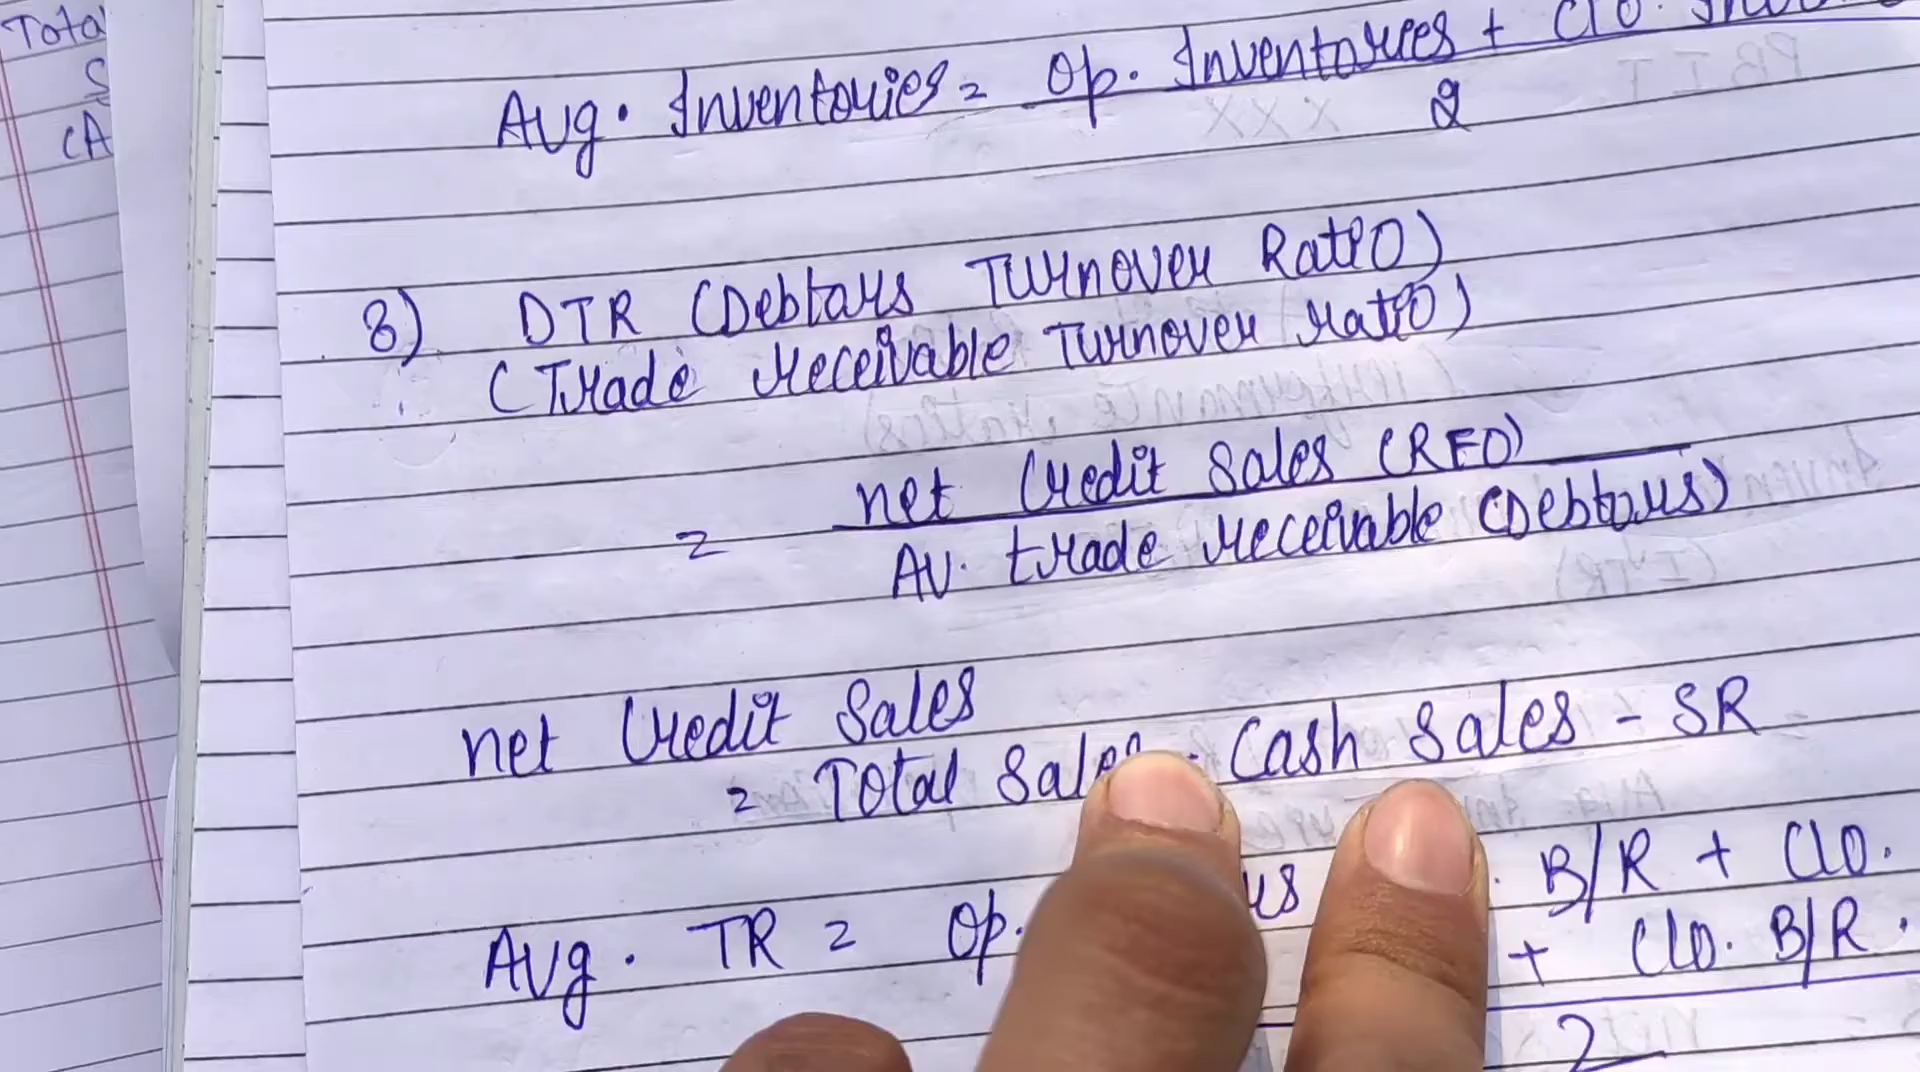 Tota
S
(A
Avg. Inventories = Op. Inventories + Clo.
2
8) DTR (Debtors Turnover Ratio)
(Trade receivable Turnover ratio)
= net Credit Sales (RFO)
Av. trade receivable (Debtors)
net Credit Sales
= Total Sales - Cash Sales - SR
Avg. TR = Op. B/R + Clo.
+ Clo. B/R.
2